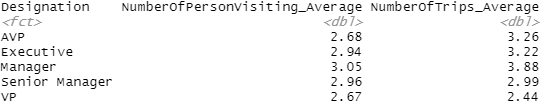 Designation NumberOfPersonVisiting_Average NumberOfTrips_Average
<fct> <dbl> <dbl>
AVP 2.68 3.26
Executive 2.94 3.22
Manager 3.05 3.88
Senior Manager 2.96 2.99
VP 2.67 2.44